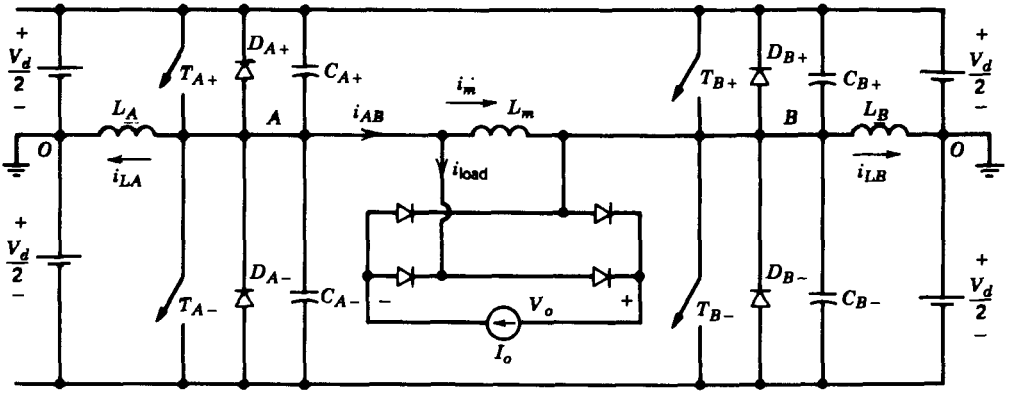 + + 
V_d/2 T_A+ D_A+ C_A+ T_B+ D_B+ C_B+ V_d/2
− −
O L_A A i_AB i_m L_m B L_B O
i_LA i_load i_LB
+ +
V_d/2 T_A− D_A− C_A− − V_o + T_B− D_B− C_B− V_d/2
− −
I_o